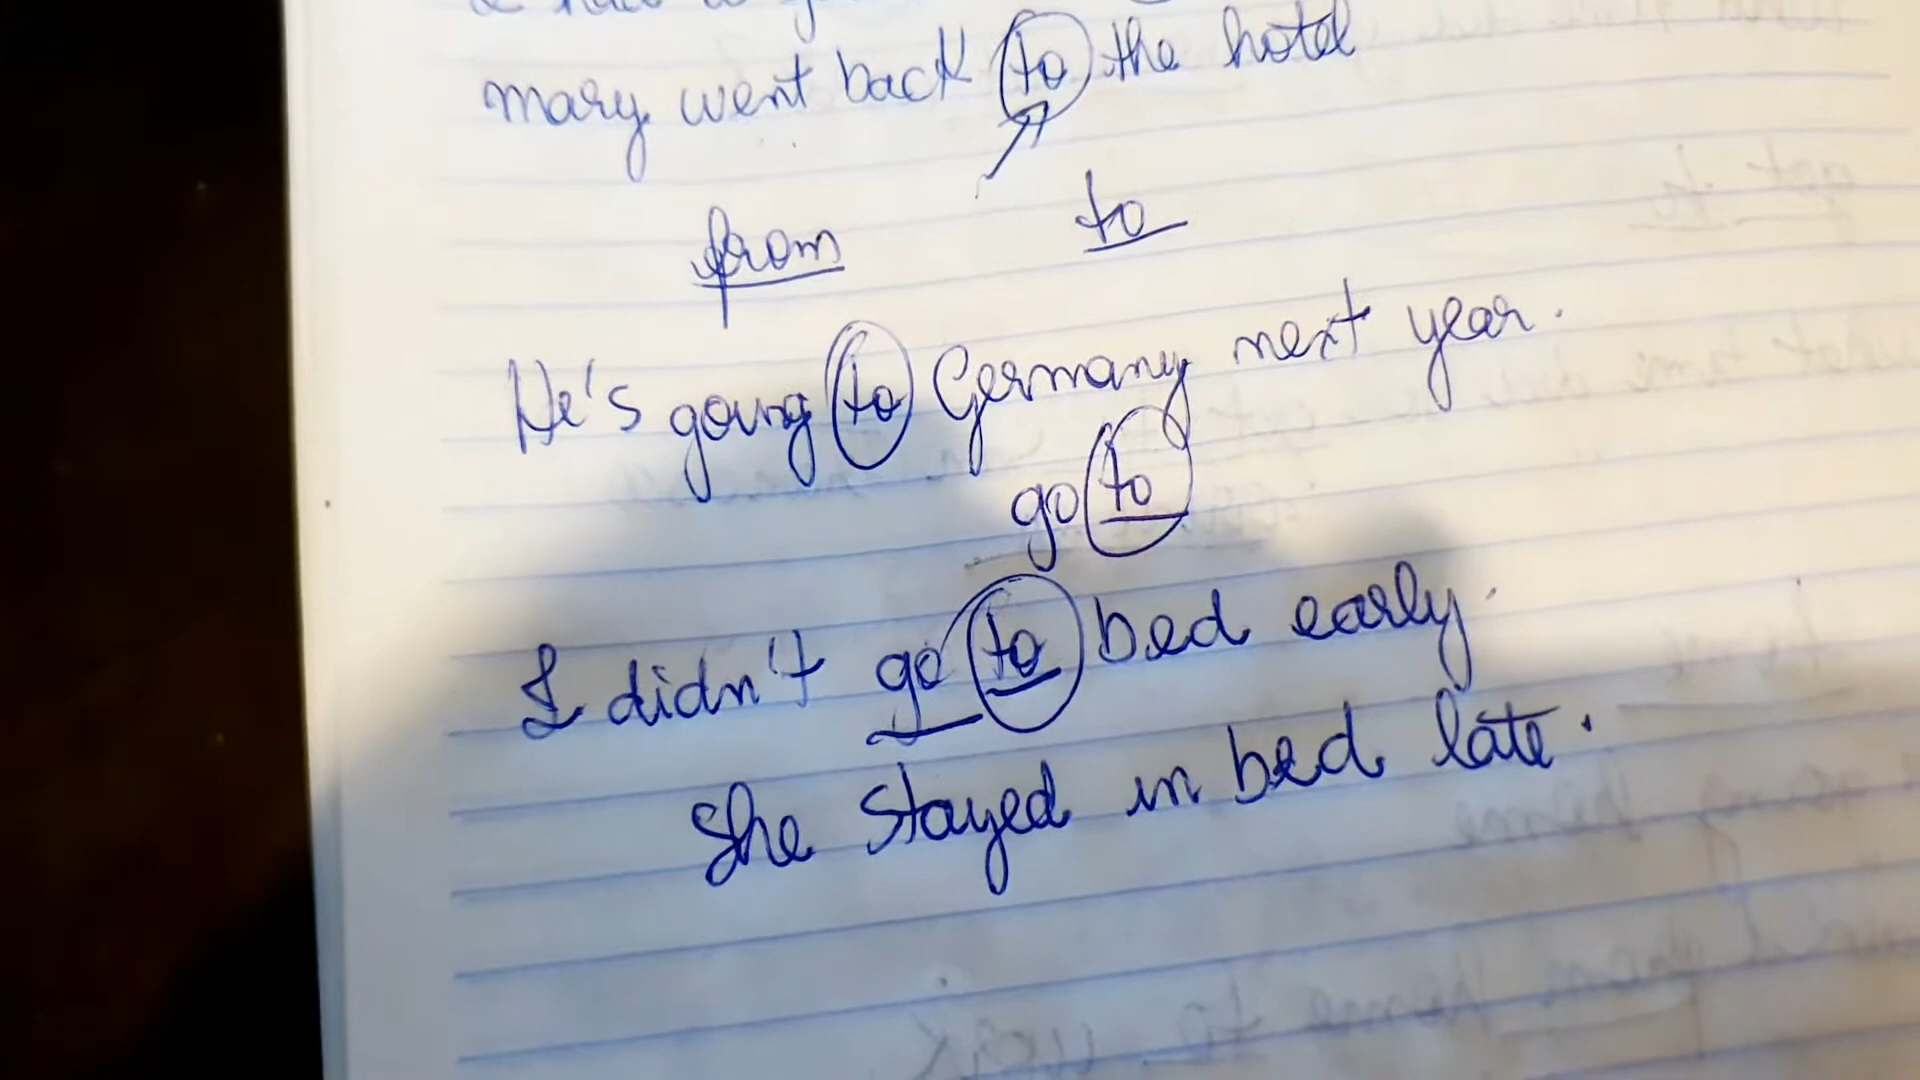 mary went back to the hotel
from to
He's going to Germany next year.
go to
I didn't go to bed early.
She stayed in bed late.